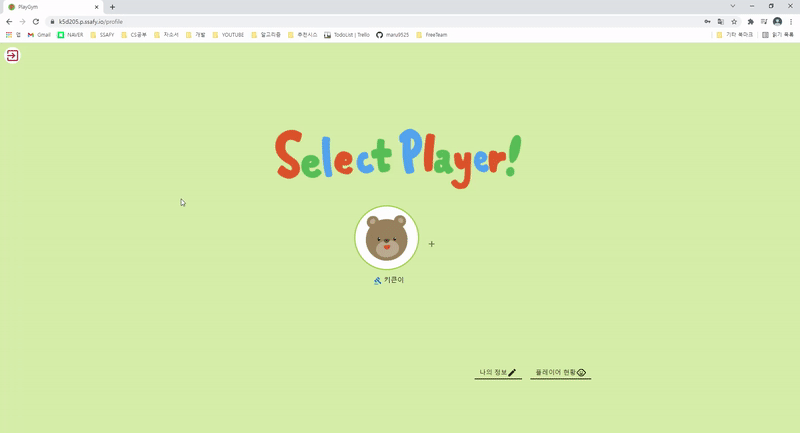 PlayGym
k5d205.p.ssafy.io/profile
앱 Gmail NAVER SSAFY CS공부 자소서 개발 YOUTUBE 알고리즘 추천시스 TodoList | Trello maru9525 FreeTeam 기타 북마크 읽기 목록
Select Player!
키큰이
나의 정보 플레이어 현황